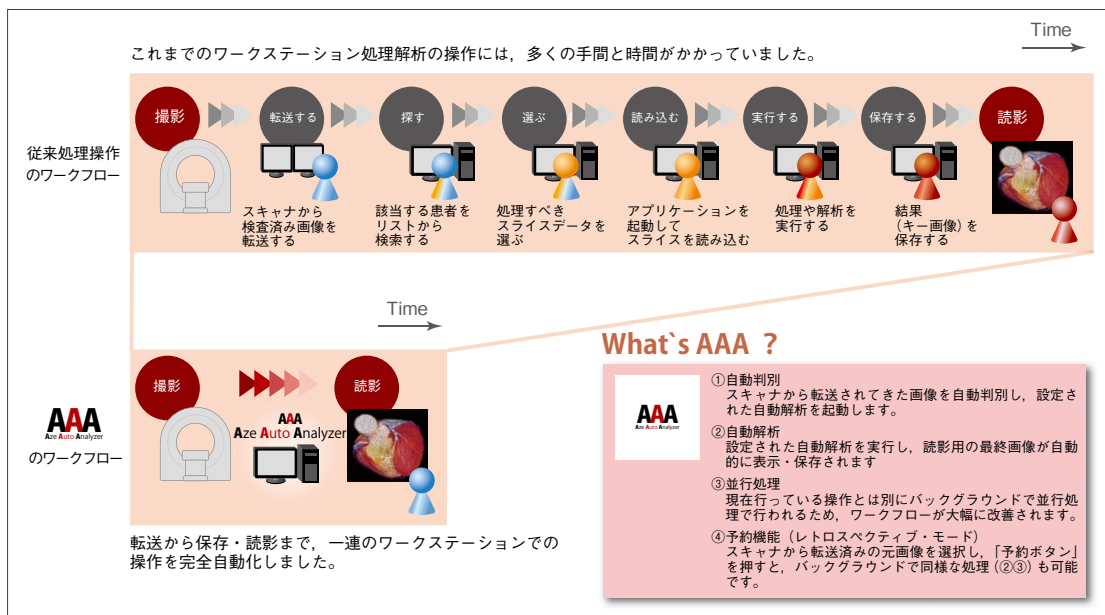 Time
これまでのワークステーション処理解析の操作には，多くの手間と時間がかかっていました。
撮影
転送する
探す
選ぶ
読み込む
実行する
保存する
読影
従来処理操作
のワークフロー
スキャナから
検査済み画像を
転送する
該当する患者を
リストから
検索する
処理すべき
スライスデータを
選ぶ
アプリケーションを
起動して
スライスを読み込む
処理や解析を
実行する
結果
（キー画像）を
保存する
Time
撮影
読影
AAA
Aze Auto Analyzer
AAA
Aze Auto Analyzer
のワークフロー
転送から保存・読影まで，一連のワークステーションでの
操作を完全自動化しました。
What`s AAA ？
AAA
Aze Auto Analyzer
①自動判別
スキャナから転送されてきた画像を自動判別し，設定さ
れた自動解析を起動します。
②自動解析
設定された自動解析を実行し，読影用の最終画像が自動
的に表示・保存されます
③並行処理
現在行っている操作とは別にバックグラウンドで並行処
理で行われるため，ワークフローが大幅に改善されます。
④予約機能（レトロスペクティブ・モード）
スキャナから転送済みの元画像を選択し，「予約ボタン」
を押すと，バックグラウンドで同様な処理（②③）も可能
です。